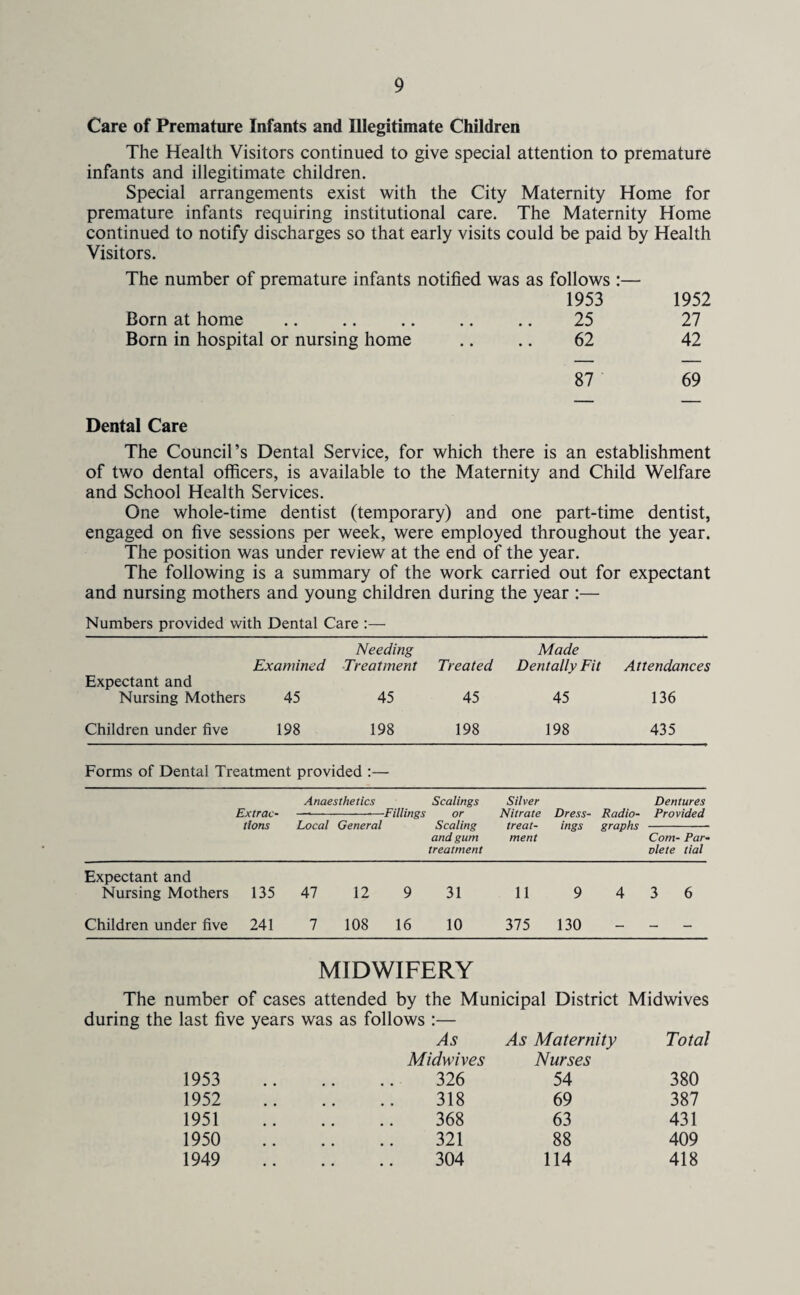 9
Care of Premature Infants and Illegitimate Children
The Health Visitors continued to give special attention to premature
infants and illegitimate children.
Special arrangements exist with the City Maternity Home for
premature infants requiring institutional care. The Maternity Home
continued to notify discharges so that early visits could be paid by Health
Visitors.
The number of premature infants notified was as follows :—
1953 1952
Born at home .. .. .. .. .. 25 27
Born in hospital or nursing home .. .. 62 42
— —
87 69
— —
Dental Care
The Council's Dental Service, for which there is an establishment
of two dental officers, is available to the Maternity and Child Welfare
and School Health Services.
One whole-time dentist (temporary) and one part-time dentist,
engaged on five sessions per week, were employed throughout the year.
The position was under review at the end of the year.
The following is a summary of the work carried out for expectant
and nursing mothers and young children during the year :—
Numbers provided with Dental Care :—
Needing Made
Examined Treatment Treated Dentally Fit Attendances
Expectant and
Nursing Mothers 45 45 45 45 136
Children under five 198 198 198 198 435
Forms of Dental Treatment provided :—
Anaesthetics Scalings Silver Dentures
Extrac- Fillings or Nitrate Dress- Radio- Provided
tions Local General Scaling treat- ings graphs
and gum ment Com- Par-
treatment plete tial
Expectant and
Nursing Mothers 135 47 12 9 31 11 9 4 3 6
Children under five 241 7 108 16 10 375 130 – – –
MIDWIFERY
The number of cases attended by the Municipal District Midwives
during the last five years was as follows :—
As As Maternity Total
Midwives Nurses
1953 .. .. .. 326 54 380
1952 .. .. .. 318 69 387
1951 .. .. .. 368 63 431
1950 .. .. .. 321 88 409
1949 .. .. .. 304 114 418